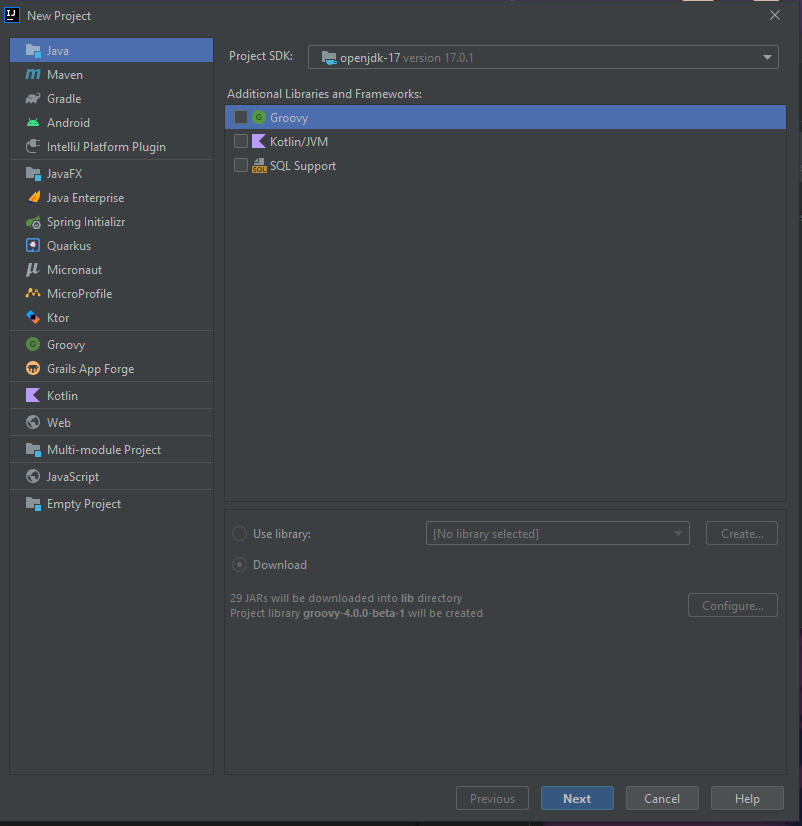 IJ
New Project
Java
Maven
Gradle
Android
IntelliJ Platform Plugin
JavaFX
Java Enterprise
Spring Initializr
Quarkus
Micronaut
MicroProfile
Ktor
Groovy
Grails App Forge
Kotlin
Web
Multi-module Project
JavaScript
Empty Project
Project SDK: openjdk-17 version 17.0.1
Additional Libraries and Frameworks:
Groovy
Kotlin/JVM
SQL Support
Use library: [No library selected] Create...
Download
29 JARs will be downloaded into lib directory
Project library groovy-4.0.0-beta-1 will be created
Configure...
Previous Next Cancel Help